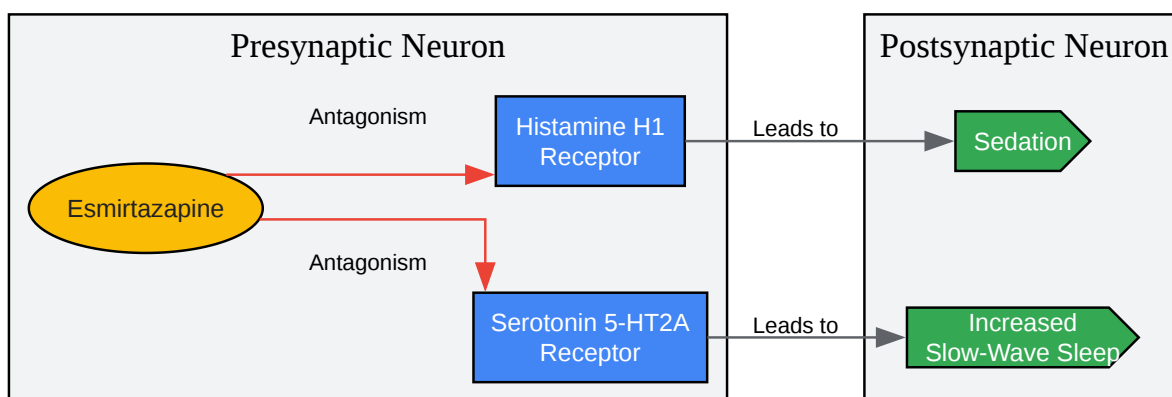 Presynaptic Neuron
Postsynaptic Neuron
Antagonism
Histamine H1
Receptor
Leads to
Sedation
Esmirtazapine
Antagonism
Serotonin 5-HT2A
Receptor
Leads to
Increased
Slow-Wave Sleep